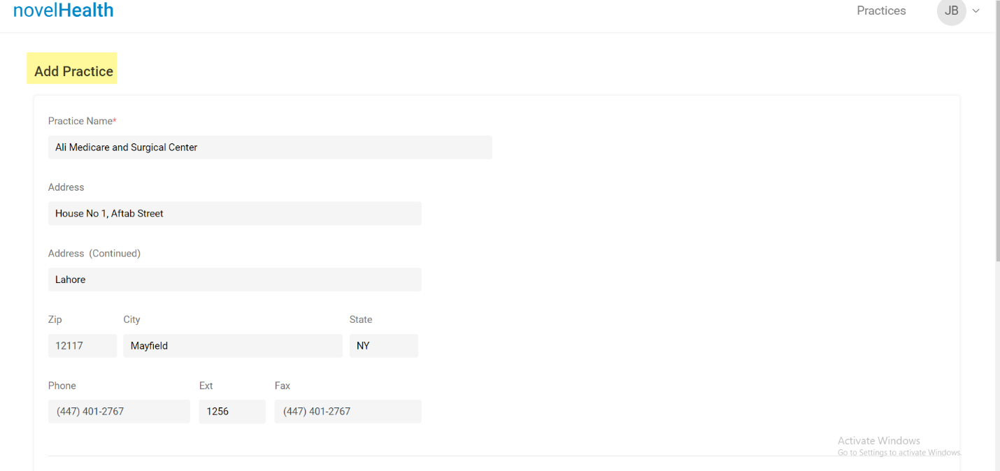 novelHealth
Practices JB
Add Practice
Practice Name*
Ali Medicare and Surgical Center
Address
House No 1, Aftab Street
Address (Continued)
Lahore
Zip City State
12117 Mayfield NY
Phone Ext Fax
(447) 401-2767 1256 (447) 401-2767
Activate Windows
Go to Settings to activate Windows.